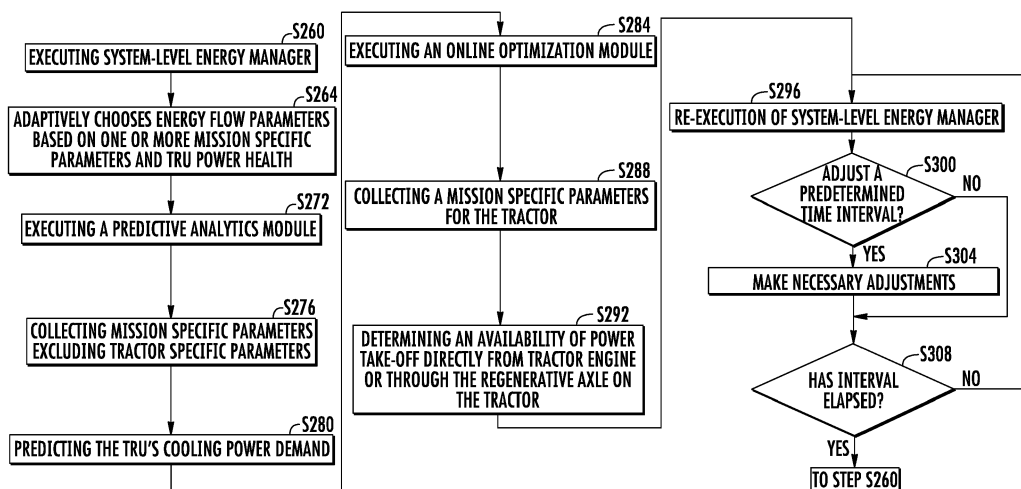 S260
EXECUTING SYSTEM-LEVEL ENERGY MANAGER
S264
ADAPTIVELY CHOOSES ENERGY FLOW PARAMETERS
BASED ON ONE OR MORE MISSION SPECIFIC
PARAMETERS AND TRU POWER HEALTH
S272
EXECUTING A PREDICTIVE ANALYTICS MODULE
S276
COLLECTING MISSION SPECIFIC PARAMETERS
EXCLUDING TRACTOR SPECIFIC PARAMETERS
S280
PREDICTING THE TRU'S COOLING POWER DEMAND
S284
EXECUTING AN ONLINE OPTIMIZATION MODULE
S288
COLLECTING A MISSION SPECIFIC PARAMETERS
FOR THE TRACTOR
S292
DETERMINING AN AVAILABILITY OF POWER
TAKE-OFF DIRECTLY FROM TRACTOR ENGINE
OR THROUGH THE REGENERATIVE AXLE ON
THE TRACTOR
S296
RE-EXECUTION OF SYSTEM-LEVEL ENERGY MANAGER
S300
ADJUST A
PREDETERMINED
TIME INTERVAL?
NO
YES
S304
MAKE NECESSARY ADJUSTMENTS
S308
HAS INTERVAL
ELAPSED?
NO
YES
TO STEP S260